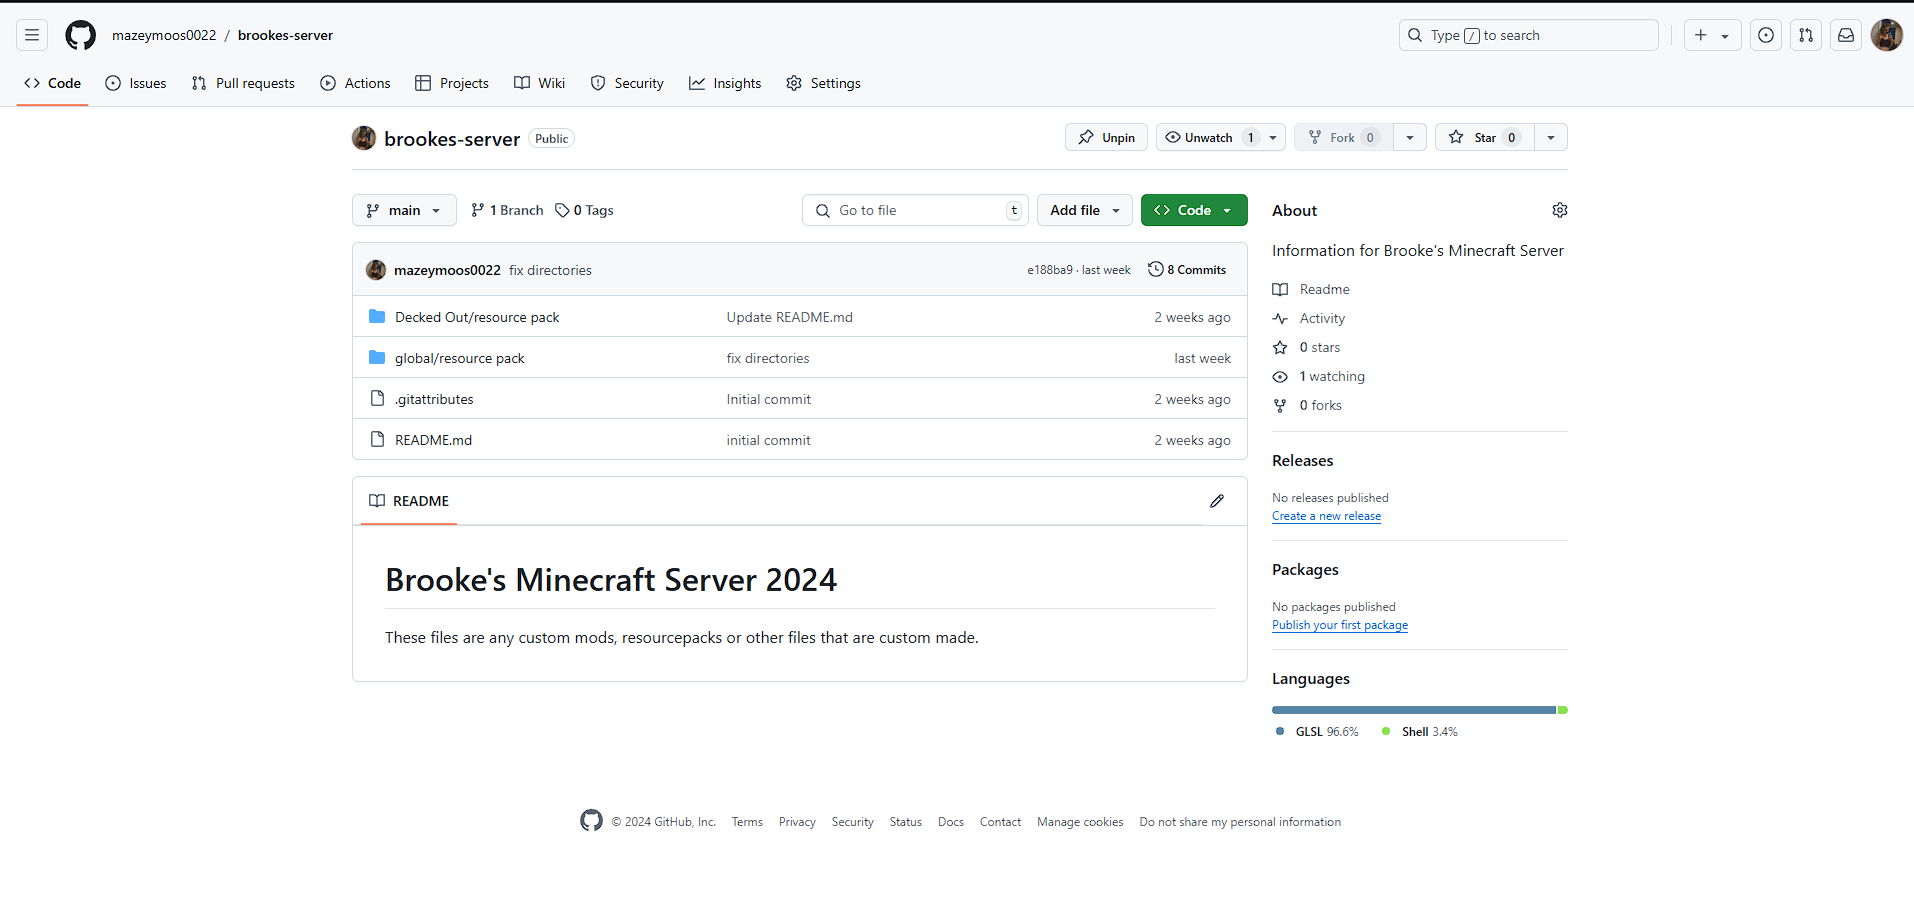 mazeymoos0022 / brookes-server
Type / to search
Code Issues Pull requests Actions Projects Wiki Security Insights Settings
brookes-server Public
Unpin Unwatch 1 Fork 0 Star 0
main 1 Branch 0 Tags Go to file t Add file Code
mazeymoos0022 fix directories e188ba9 · last week 8 Commits
Decked Out/resource pack Update README.md 2 weeks ago
global/resource pack fix directories last week
.gitattributes Initial commit 2 weeks ago
README.md initial commit 2 weeks ago
README
Brooke's Minecraft Server 2024
These files are any custom mods, resourcepacks or other files that are custom made.
About
Information for Brooke's Minecraft Server
Readme
Activity
0 stars
1 watching
0 forks
Releases
No releases published
Create a new release
Packages
No packages published
Publish your first package
Languages
GLSL 96.6% Shell 3.4%
© 2024 GitHub, Inc. Terms Privacy Security Status Docs Contact Manage cookies Do not share my personal information